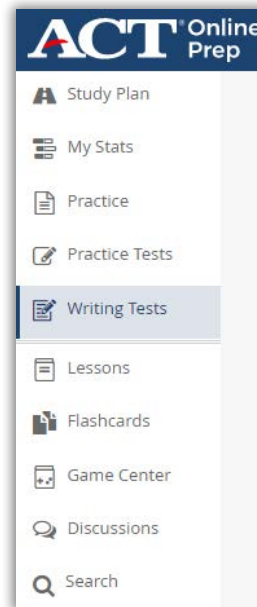 ACT® Online
Prep
Study Plan
My Stats
Practice
Practice Tests
Writing Tests
Lessons
Flashcards
Game Center
Discussions
Search